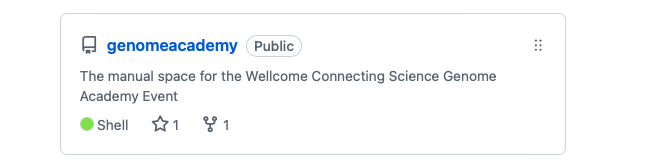 genomeacademy Public
The manual space for the Wellcome Connecting Science Genome
Academy Event
Shell 1 1